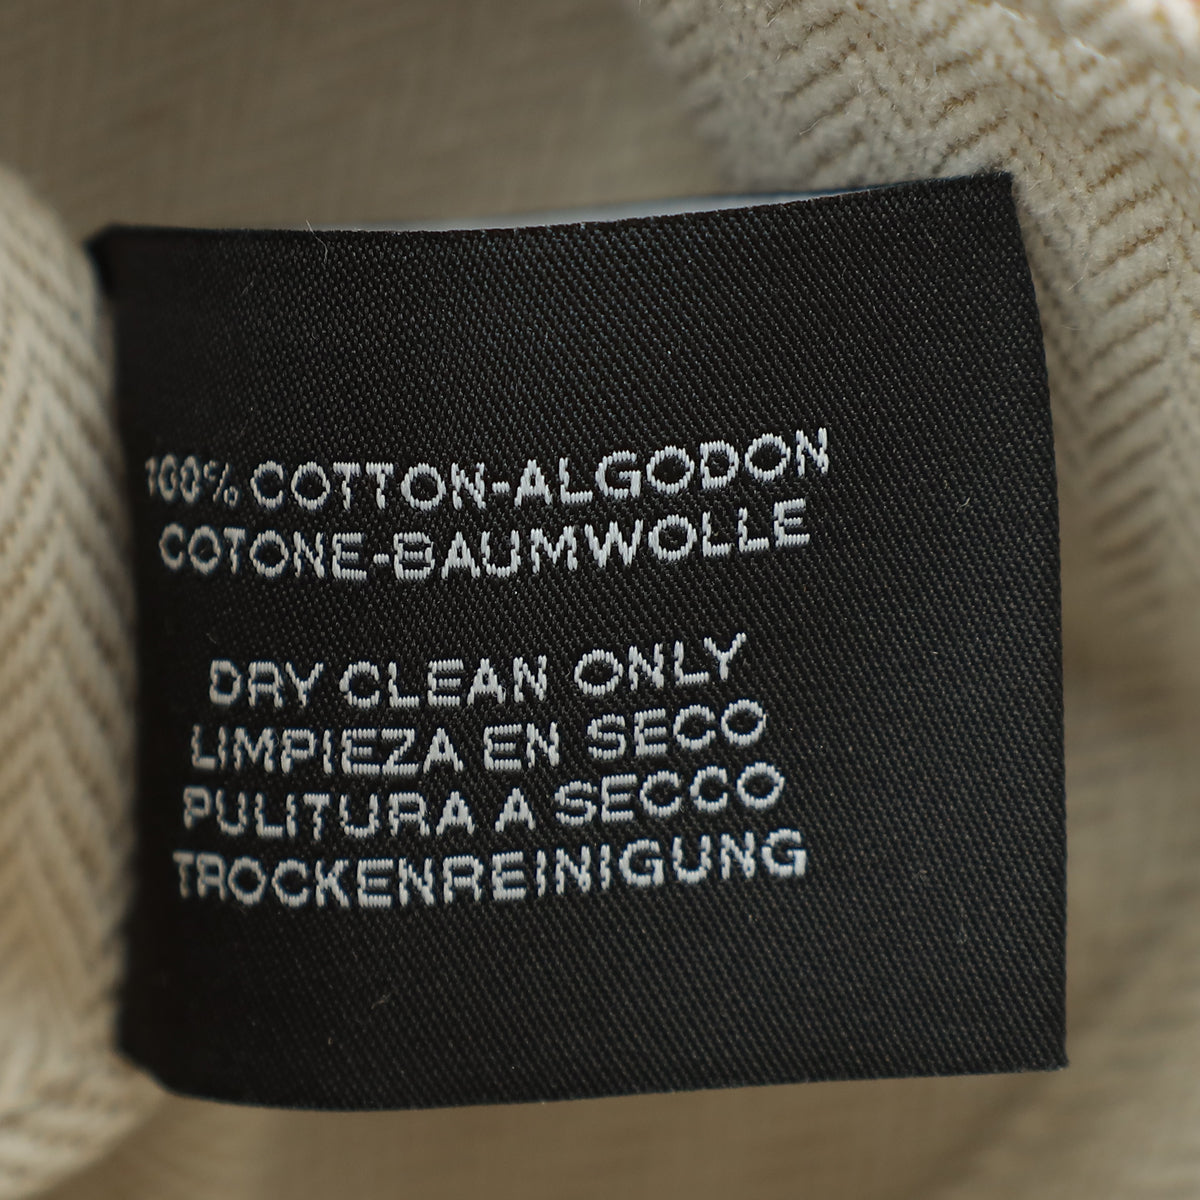 100% COTTON-ALGODON
COTONE-BAUMWOLLE
DRY CLEAN ONLY
LIMPIEZA EN SECO
PULITURA A SECCO
TROCKENREINIGUNG